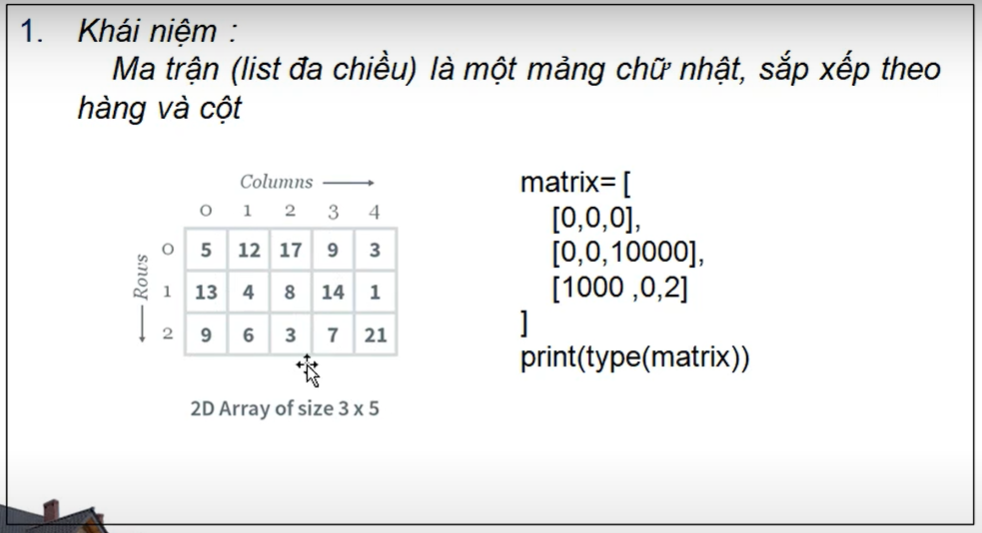 1. Khái niệm :
Ma trận (list đa chiều) là một mảng chữ nhật, sắp xếp theo
hàng và cột
Columns
0 1 2 3 4
Rows
0 5 12 17 9 3
1 13 4 8 14 1
2 9 6 3 7 21
2D Array of size 3 x 5
matrix= [
[0,0,0],
[0,0,10000],
[1000 ,0,2]
]
print(type(matrix))